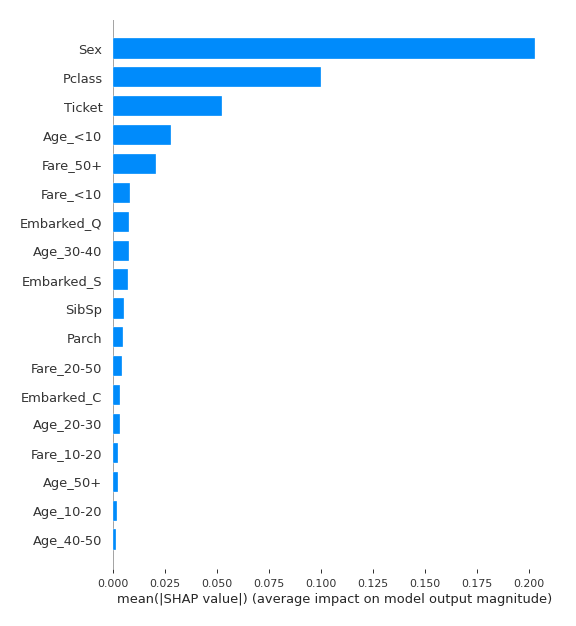 Sex
Pclass
Ticket
Age_<10
Fare_50+
Fare_<10
Embarked_Q
Age_30-40
Embarked_S
SibSp
Parch
Fare_20-50
Embarked_C
Age_20-30
Fare_10-20
Age_50+
Age_10-20
Age_40-50
0.000 0.025 0.050 0.075 0.100 0.125 0.150 0.175 0.200
mean(|SHAP value|) (average impact on model output magnitude)